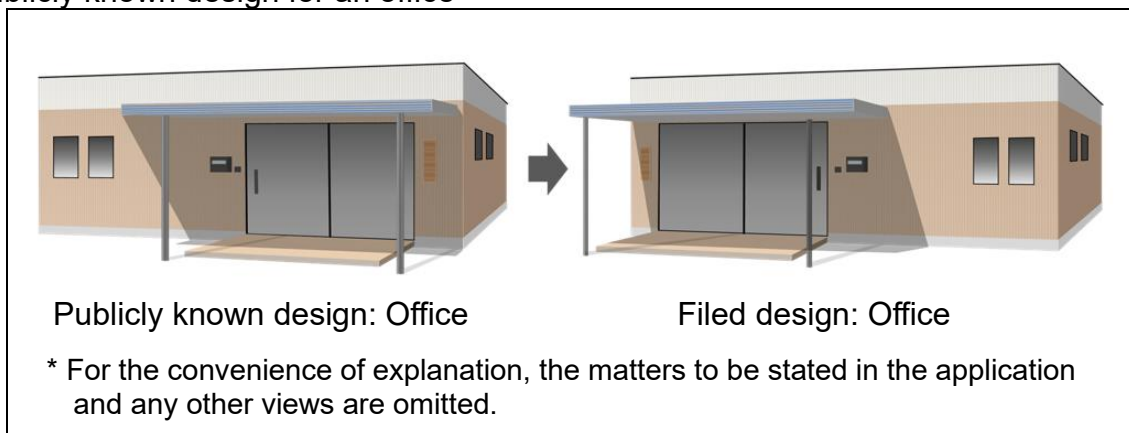 Publicly known design: Office
Filed design: Office
* For the convenience of explanation, the matters to be stated in the application
and any other views are omitted.